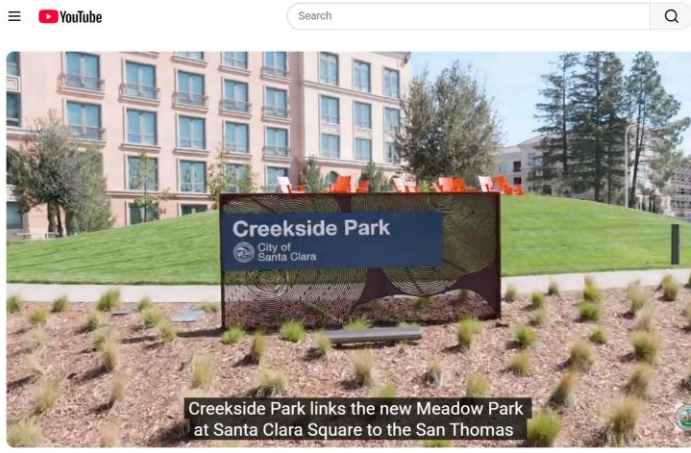 YouTube
Search
Creekside Park
City of
Santa Clara
Creekside Park links the new Meadow Park
at Santa Clara Square to the San Thomas